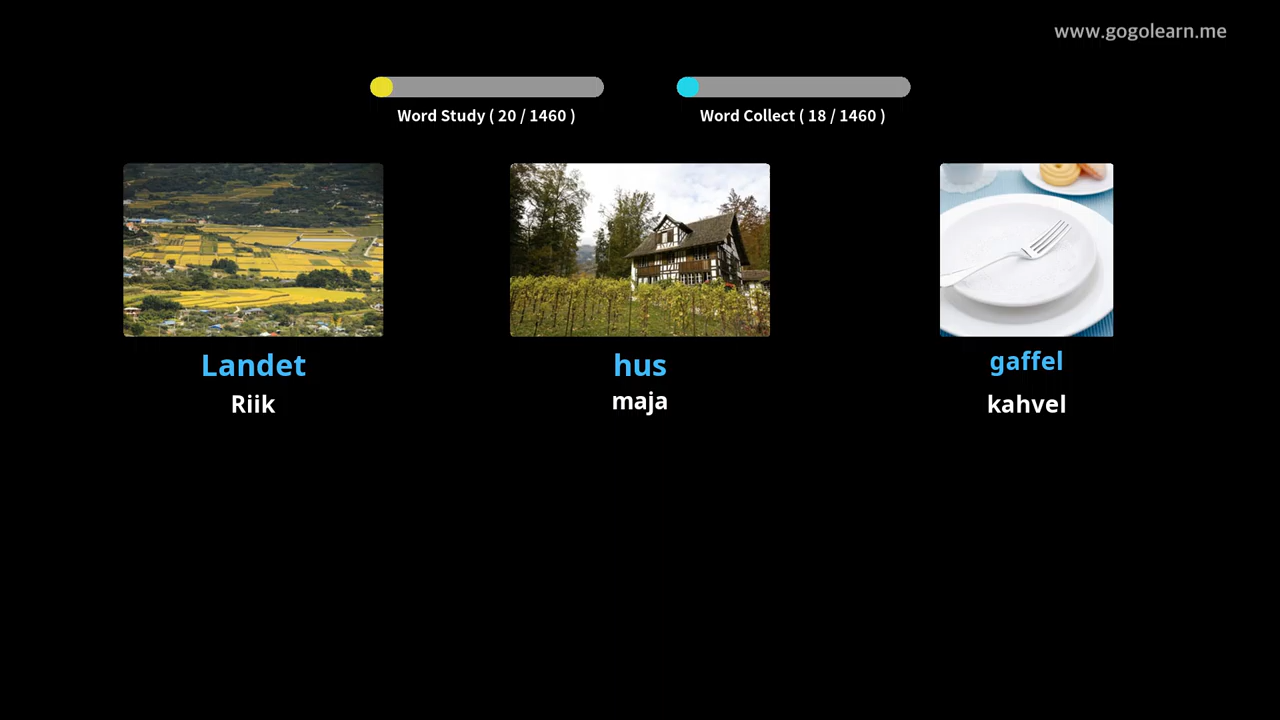 www.gogolearn.me
Word Study ( 20 / 1460 )
Word Collect ( 18 / 1460 )
Landet
hus
gaffel
Riik
maja
kahvel